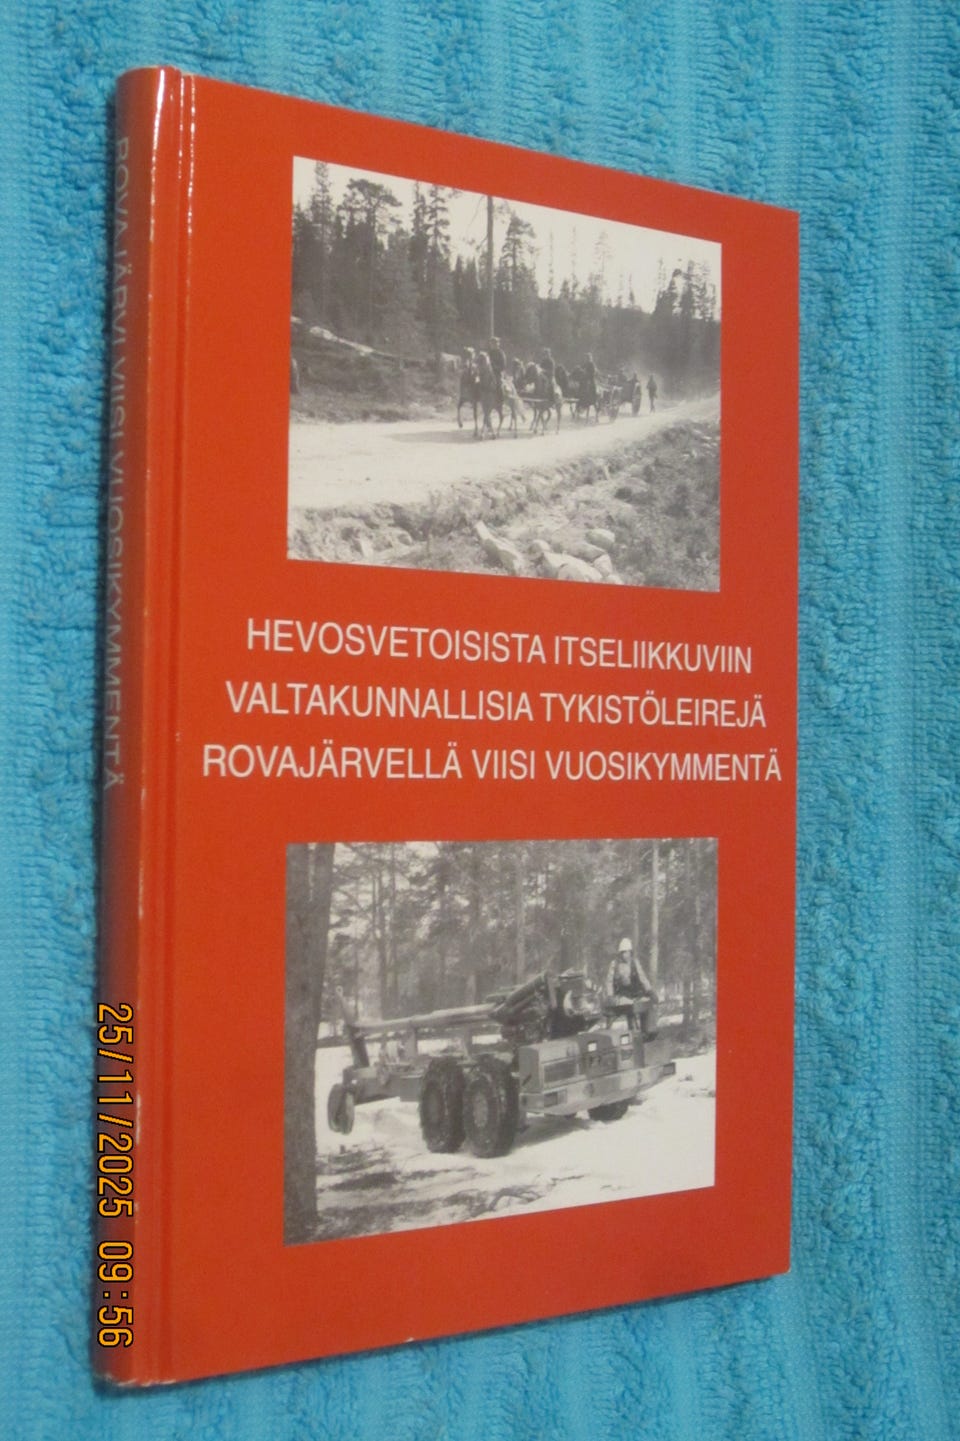 HEVOSVETOISISTA ITSELIIKKUVIIN
VALTAKUNNALLISIA TYKISTÖLEIREJÄ
ROVAJÄRVELLÄ VIISI VUOSIKYMMENTÄ
ROVAJÄRVI VIISI VUOSIKYMMENTÄ
25/11/2025 09:56